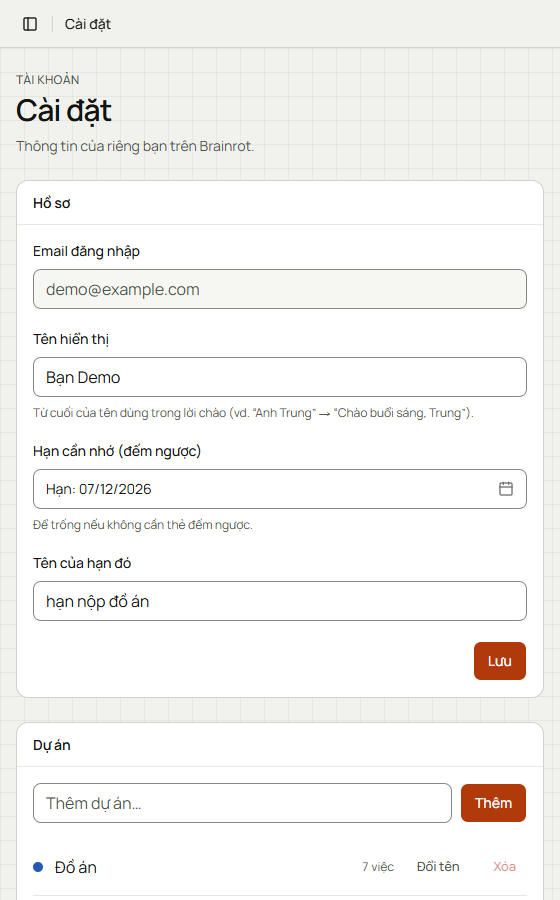 Cài đặt
TÀI KHOẢN
Cài đặt
Thông tin của riêng bạn trên Brainrot.
Hồ sơ
Email đăng nhập
demo@example.com
Tên hiển thị
Bạn Demo
Từ cuối của tên dùng trong lời chào (vd. “Anh Trung” → “Chào buổi sáng, Trung”).
Hạn cần nhớ (đếm ngược)
Hạn: 07/12/2026
Để trống nếu không cần thẻ đếm ngược.
Tên của hạn đó
hạn nộp đồ án
Lưu
Dự án
Thêm dự án… Thêm
Đồ án 7 việc Đổi tên Xóa